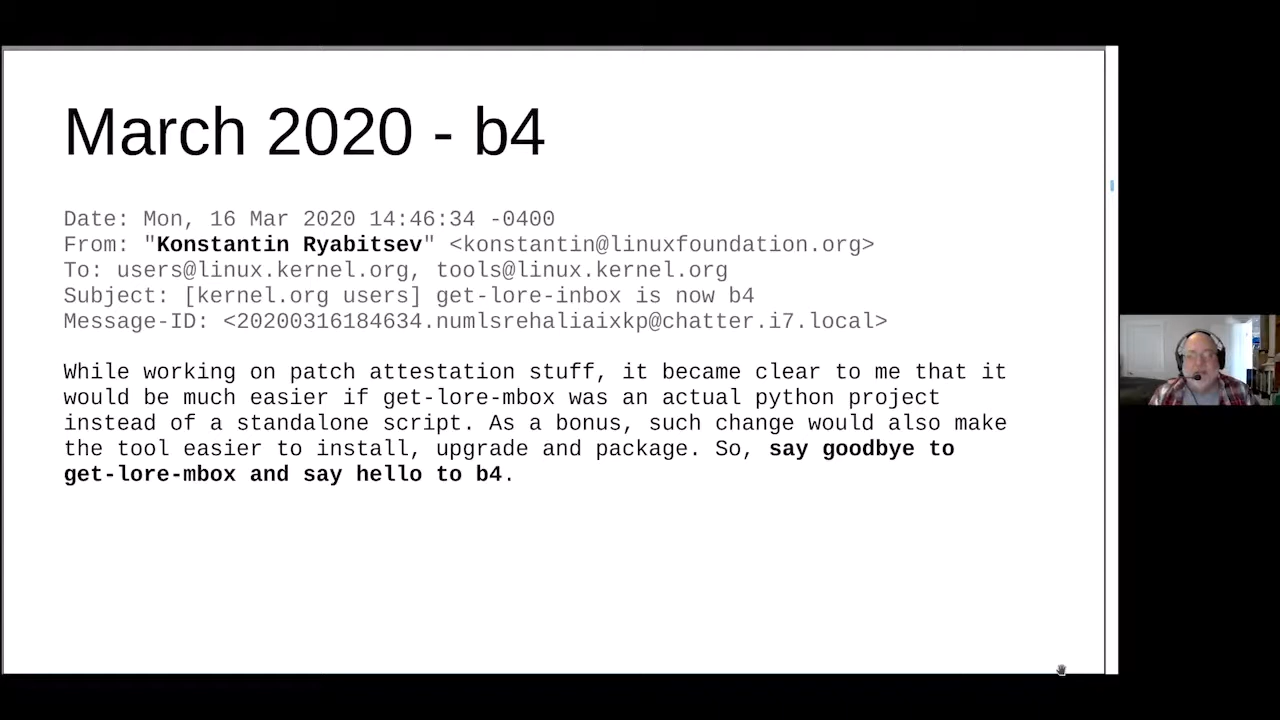 March 2020 - b4
Date: Mon, 16 Mar 2020 14:46:34 -0400
From: "Konstantin Ryabitsev" <konstantin@linuxfoundation.org>
To: users@linux.kernel.org, tools@linux.kernel.org
Subject: [kernel.org users] get-lore-inbox is now b4
Message-ID: <20200316184634.numlsrehaliaixkp@chatter.i7.local>
While working on patch attestation stuff, it became clear to me that it
would be much easier if get-lore-mbox was an actual python project
instead of a standalone script. As a bonus, such change would also make
the tool easier to install, upgrade and package. So, say goodbye to
get-lore-mbox and say hello to b4.